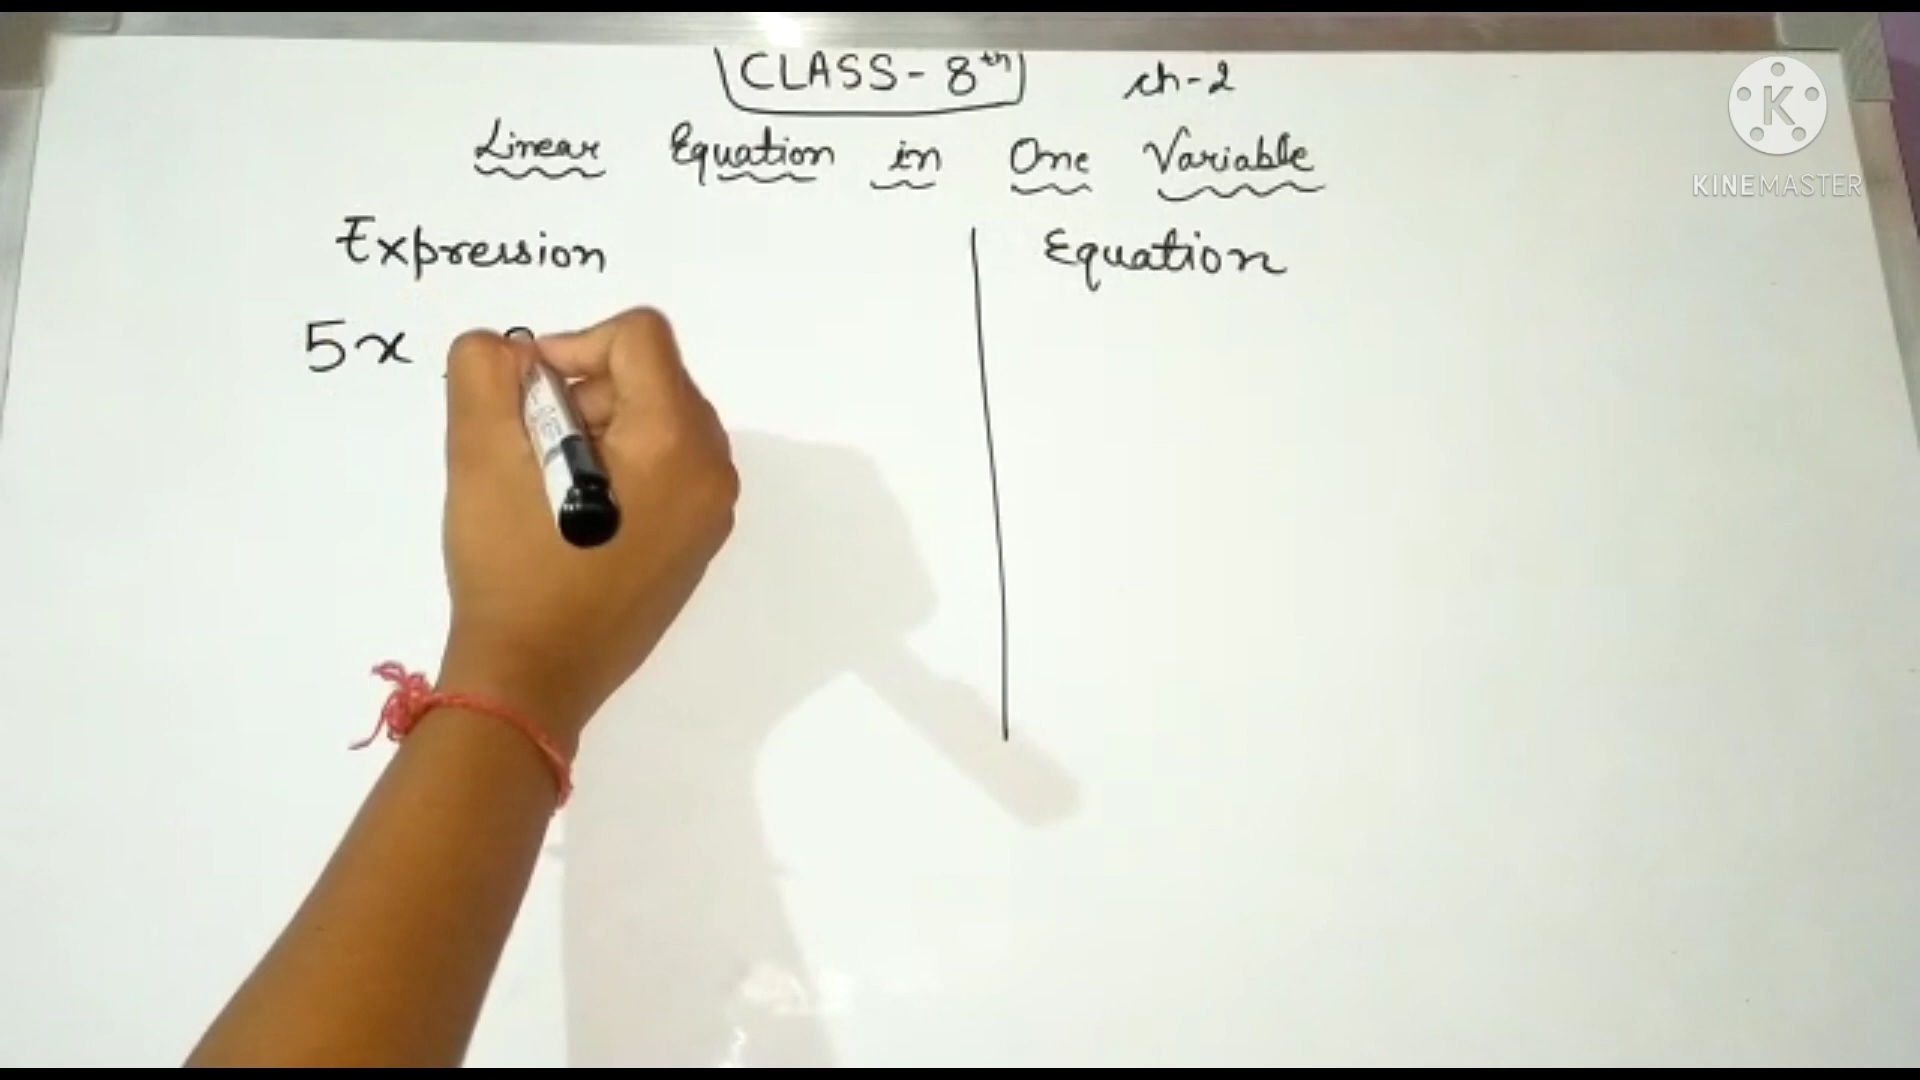 CLASS - 8th ch-2
Linear Equation in One Variable
Expression Equation
5x
K
KINEMASTER